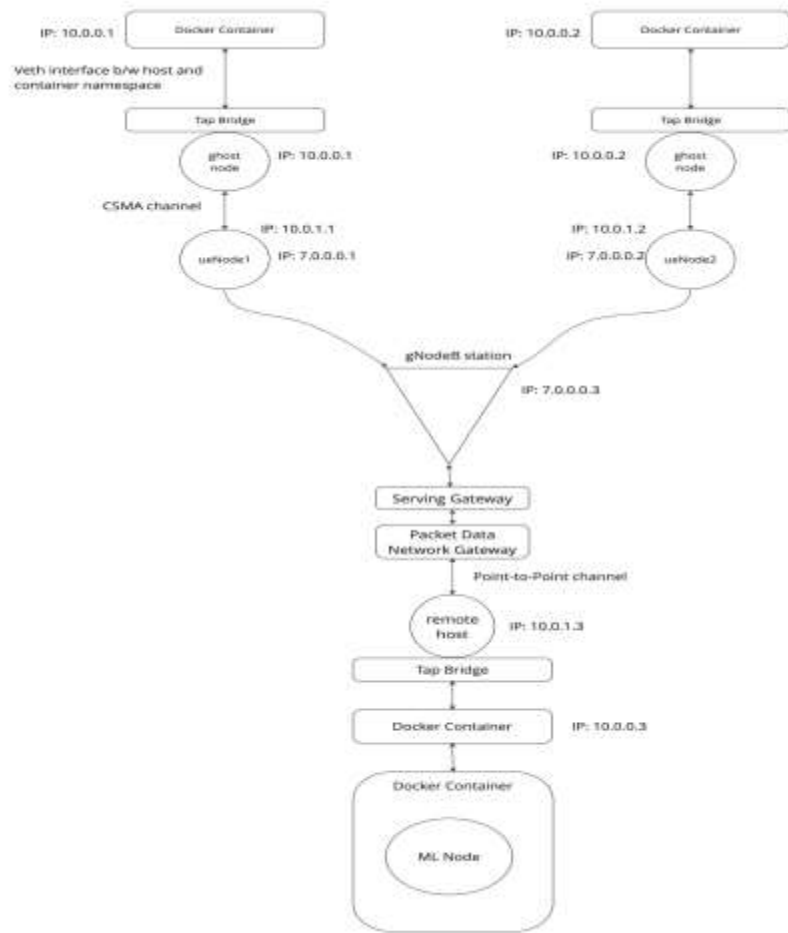 IP: 10.0.0.1
Docker Container
IP: 10.0.0.2
Docker Container
Veth interface b/w host and
container namespace
Tap Bridge
Tap Bridge
ghost
node
IP: 10.0.0.1
IP: 10.0.0.2
ghost
node
CSMA channel
IP: 10.0.1.1
IP: 10.0.1.2
ueNode1
IP: 7.0.0.0.1
IP: 7.0.0.0.2
ueNode2
gNodeB station
IP: 7.0.0.0.3
Serving Gateway
Packet Data
Network Gateway
Point-to-Point channel
remote
host
IP: 10.0.1.3
Tap Bridge
Docker Container
IP: 10.0.0.3
Docker Container
ML Node